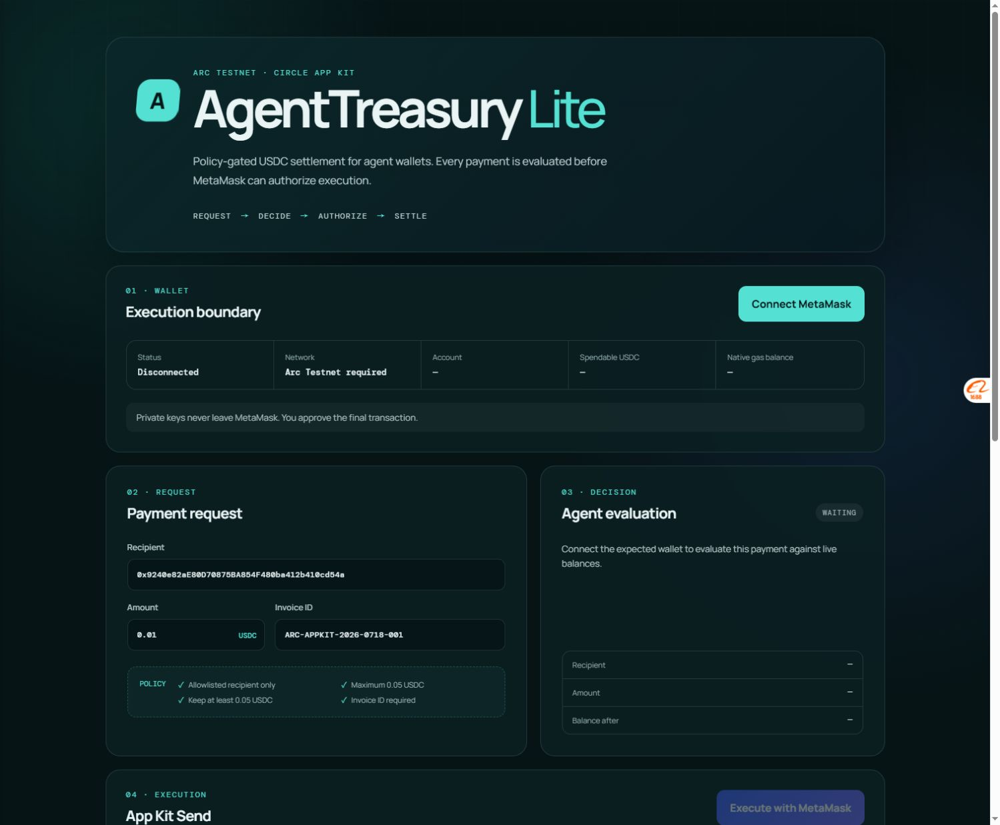 ARC TESTNET · CIRCLE APP KIT
A
AgentTreasury Lite
Policy-gated USDC settlement for agent wallets. Every payment is evaluated before
MetaMask can authorize execution.
REQUEST → DECIDE → AUTHORIZE → SETTLE
01 · WALLET
Execution boundary
Connect MetaMask
Status
Disconnected
Network
Arc Testnet required
Account
—
Spendable USDC
—
Native gas balance
—
Private keys never leave MetaMask. You approve the final transaction.
1688
02 · REQUEST
Payment request
Recipient
0x9240e82aE80D70875BA854F480ba412b410cd54a
Amount
0.01 USDC
Invoice ID
ARC-APPKIT-2026-0718-001
POLICY
✓ Allowlisted recipient only
✓ Maximum 0.05 USDC
✓ Keep at least 0.05 USDC
✓ Invoice ID required
03 · DECISION
Agent evaluation
WAITING
Connect the expected wallet to evaluate this payment against live
balances.
Recipient —
Amount —
Balance after —
04 · EXECUTION
App Kit Send
Execute with MetaMask